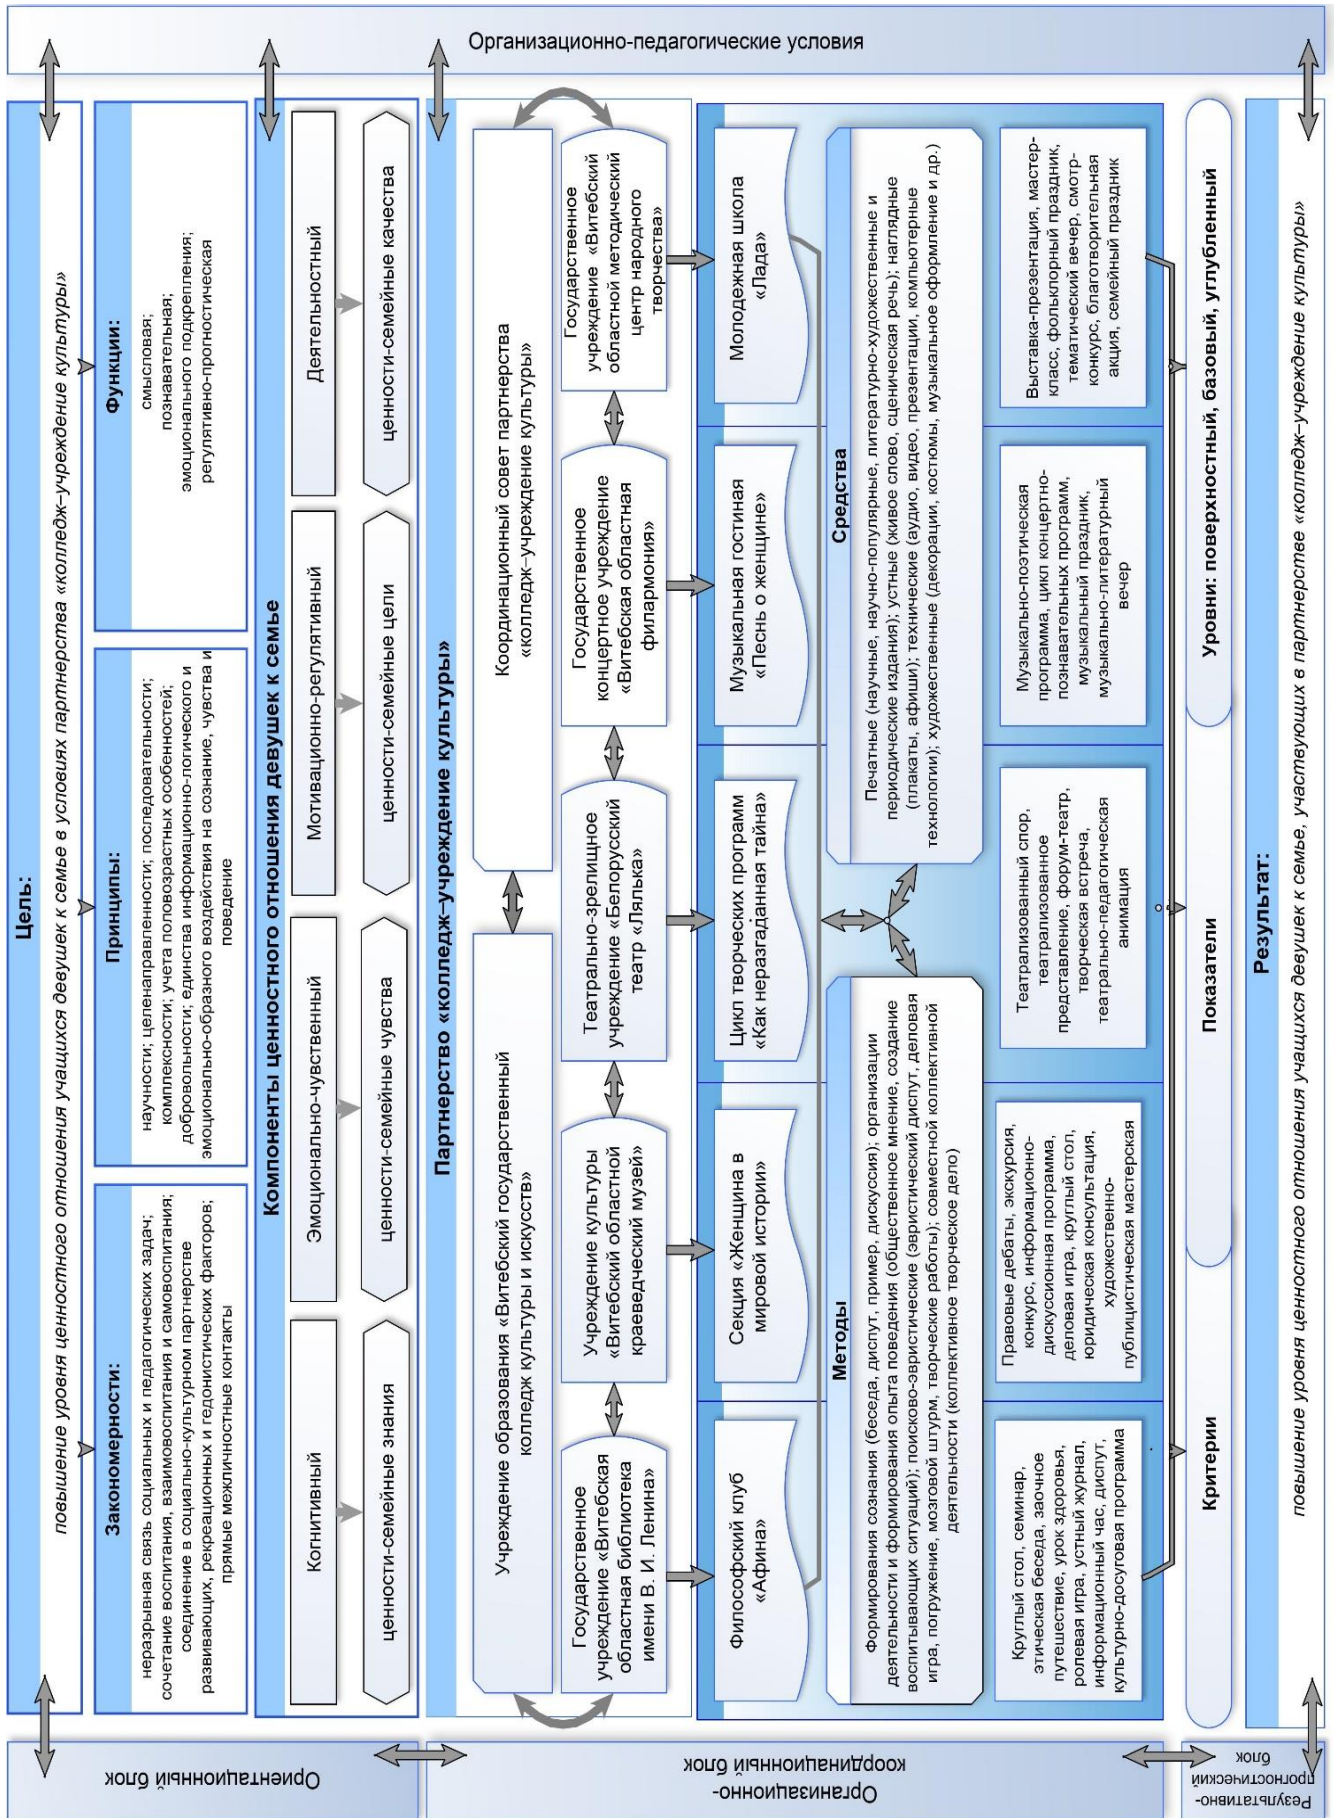 Организационно-педагогические условия
Ориентационный блок
Цель:
повышение уровня ценностного отношения учащихся девушек к семье в условиях партнерства «колледж–учреждение культуры»
Закономерности:
неразрывная связь социальных и педагогических задач;
сочетание воспитания, взаимовоспитания и самовоспитания;
соединение в социально-культурном партнерстве
развивающих, рекреационных и гедонистических факторов;
прямые межличностные контакты
Принципы:
научности; целенаправленности; последовательности;
комплексности; учета половозрастных особенностей;
добровольности; единства информационно-логического и
эмоционально-образного воздействия на сознание, чувства и
поведение
Функции:
смысловая;
познавательная;
эмоционального подкрепления;
регулятивно-прогностическая
Компоненты ценностного отношения девушек к семье
Когнитивный
Эмоционально-чувственный
Мотивационно-регулятивный
Деятельностный
ценности-семейные знания
ценности-семейные чувства
ценности-семейные цели
ценности-семейные качества
Организационно-
координационный блок
Партнерство «колледж–учреждение культуры»
Учреждение образования «Витебский государственный
колледж культуры и искусств»
Координационный совет партнерства
«колледж–учреждение культуры»
Государственное
учреждение «Витебская
областная библиотека
имени В. И. Ленина»
Учреждение культуры
«Витебский областной
краеведческий музей»
Театрально-зрелищное
учреждение «Белорусский
театр «Лялька»
Государственное
концертное учреждение
«Витебская областная
филармония»
Государственное
учреждение «Витебский
областной методический
центр народного
творчества»
Философский клуб
«Афина»
Секция «Женщина в
мировой истории»
Цикл творческих программ
«Как неразгаданная тайна»
Музыкальная гостиная
«Песнь о женщине»
Молодежная школа
«Лада»
Методы
Формирования сознания (беседа, диспут, пример, дискуссия); организации
деятельности и формирования опыта поведения (общественное мнение, создание
воспитывающих ситуаций); поисково-эвристические (эвристический диспут, деловая
игра, погружение, мозговой штурм, творческие работы); совместной коллективной
деятельности (коллективное творческое дело)
Средства
Печатные (научные, научно-популярные, литературно-художественные и
периодические издания); устные (живое слово, сценическая речь); наглядные
(плакаты, афиши); технические (аудио, видео, презентации, компьютерные
технологии); художественные (декорации, костюмы, музыкальное оформление и др.)
Круглый стол, семинар,
этическая беседа, заочное
путешествие, урок здоровья,
ролевая игра, устный журнал,
информационный час, диспут,
культурно-досуговая программа
Правовые дебаты, экскурсия,
конкурс, информационно-
дискуссионная программа,
деловая игра, круглый стол,
юридическая консультация,
художественно-
публицистическая мастерская
Театрализованный спор,
театрализованное
представление, форум-театр,
творческая встреча,
театрально-педагогическая
анимация
Музыкально-поэтическая
программа, цикл концертно-
познавательных программ,
музыкальный праздник,
музыкально-литературный
вечер
Выставка-презентация, мастер-
класс, фольклорный праздник,
тематический вечер, смотр-
конкурс, благотворительная
акция, семейный праздник
Результативно-
прогностический
блок
Критерии
Показатели
Уровни: поверхностный, базовый, углубленный
Результат:
повышение уровня ценностного отношения учащихся девушек к семье, участвующих в партнерстве «колледж–учреждение культуры»